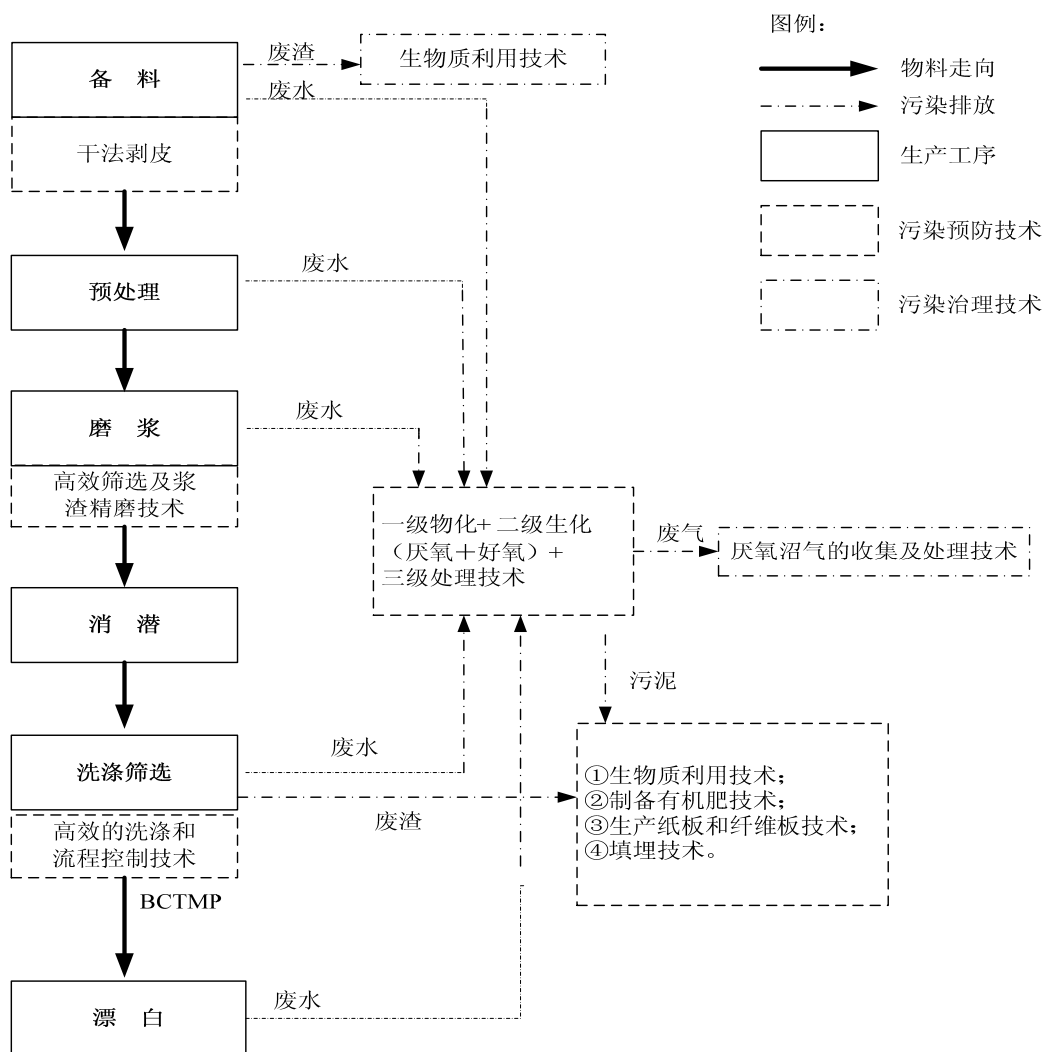 图例：
物料走向
污染排放
生产工序
污染预防技术
污染治理技术
备 料
废渣
生物质利用技术
废水
干法剥皮
预处理
废水
磨 浆
废水
高效筛选及浆
渣精磨技术
一级物化+ 二级生化
（厌氧＋好氧）＋
三级处理技术
废气
厌氧沼气的收集及处理技术
消 潜
污泥
洗涤筛选
废水
废渣
①生物质利用技术；
②制备有机肥技术；
③生产纸板和纤维板技术；
④填埋技术。
高效的洗涤和
流程控制技术
BCTMP
漂 白
废水